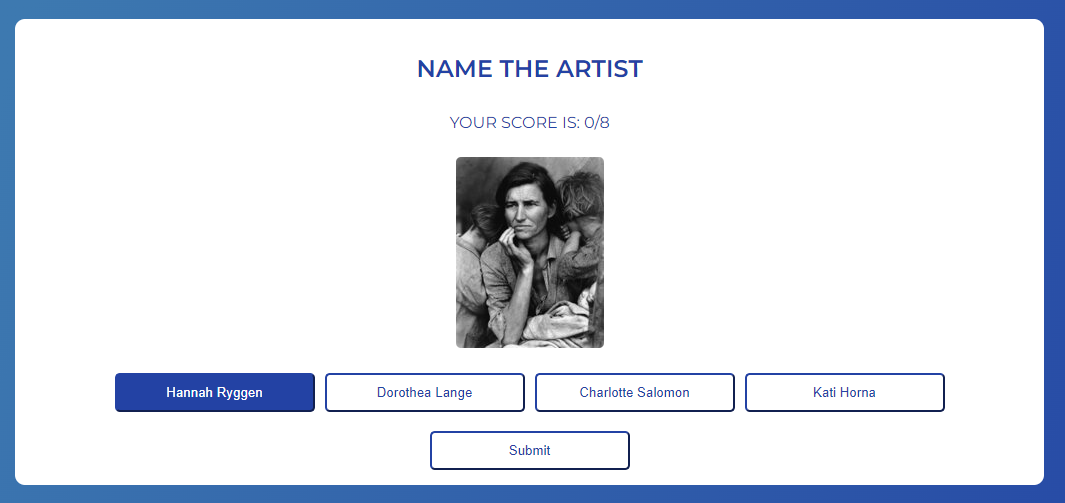 NAME THE ARTIST
YOUR SCORE IS: 0/8
Hannah Ryggen
Dorothea Lange
Charlotte Salomon
Kati Horna
Submit